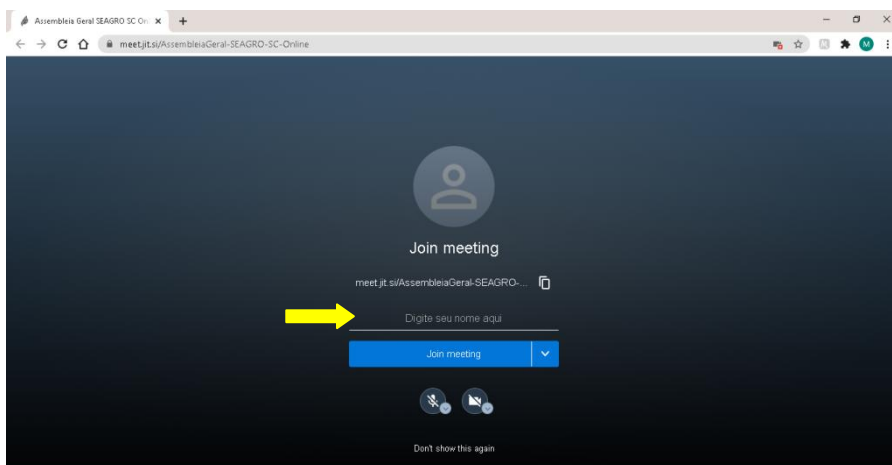 Assembleia Geral SEAGRO SC On
meet.jit.si/AssembleiaGeral-SEAGRO-SC-Online
M
Join meeting
meet.jit.si/AssembleiaGeral-SEAGRO-...
Digite seu nome aqui
Join meeting
Don't show this again